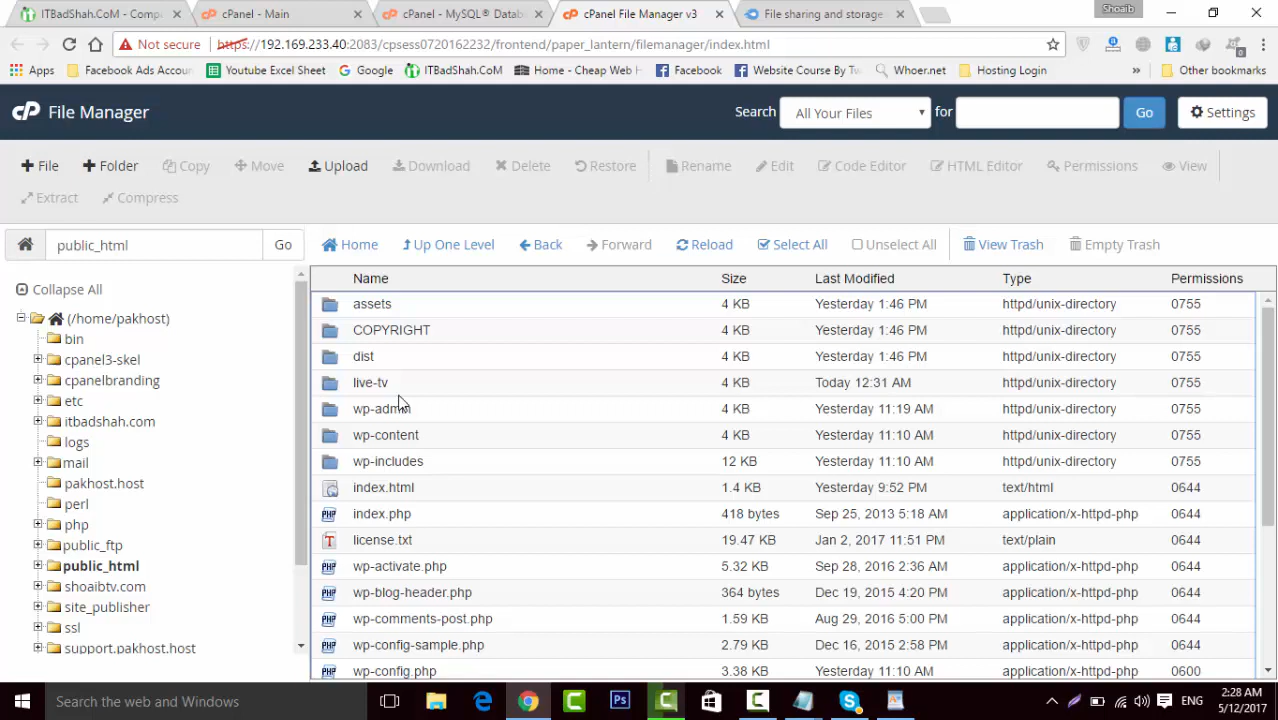 ITBadShah.CoM - Comp
cPanel - Main
cPanel - MySQL® Datab
cPanel File Manager v3
File sharing and storage
Shoaib
Not secure
https://192.169.233.40:2083/cpsess0720162232/frontend/paper_lantern/filemanager/index.html
Apps
Facebook Ads Accou
Youtube Excel Sheet
Google
ITBadShah.CoM
Home - Cheap Web H
Facebook
Website Course By Tw
Whoer.net
Hosting Login
»
Other bookmarks
cP File Manager
Search
All Your Files
for
Go
Settings
File
Folder
Copy
Move
Upload
Download
Delete
Restore
Rename
Edit
Code Editor
HTML Editor
Permissions
View
Extract
Compress
public_html
Go
Home
Up One Level
Back
Forward
Reload
Select All
Unselect All
View Trash
Empty Trash
Collapse All
(/home/pakhost)
bin
cpanel3-skel
cpanelbranding
etc
itbadshah.com
logs
mail
pakhost.host
perl
php
public_ftp
public_html
shoaibtv.com
site_publisher
ssl
support.pakhost.host
Name Size Last Modified Type Permissions
assets 4 KB Yesterday 1:46 PM httpd/unix-directory 0755
COPYRIGHT 4 KB Yesterday 1:46 PM httpd/unix-directory 0755
dist 4 KB Yesterday 1:46 PM httpd/unix-directory 0755
live-tv 4 KB Today 12:31 AM httpd/unix-directory 0755
wp-admin 4 KB Yesterday 11:19 AM httpd/unix-directory 0755
wp-content 4 KB Yesterday 11:10 AM httpd/unix-directory 0755
wp-includes 12 KB Yesterday 11:10 AM httpd/unix-directory 0755
index.html 1.4 KB Yesterday 9:52 PM text/html 0644
index.php 418 bytes Sep 25, 2013 5:18 AM application/x-httpd-php 0644
license.txt 19.47 KB Jan 2, 2017 11:51 PM text/plain 0644
wp-activate.php 5.32 KB Sep 28, 2016 2:36 AM application/x-httpd-php 0644
wp-blog-header.php 364 bytes Dec 19, 2015 4:20 PM application/x-httpd-php 0644
wp-comments-post.php 1.59 KB Aug 29, 2016 5:00 PM application/x-httpd-php 0644
wp-config-sample.php 2.79 KB Dec 16, 2015 2:58 PM application/x-httpd-php 0644
wp-config.php 3.38 KB Yesterday 11:10 AM application/x-httpd-php 0600
Search the web and Windows
ENG
2:28 AM
5/12/2017